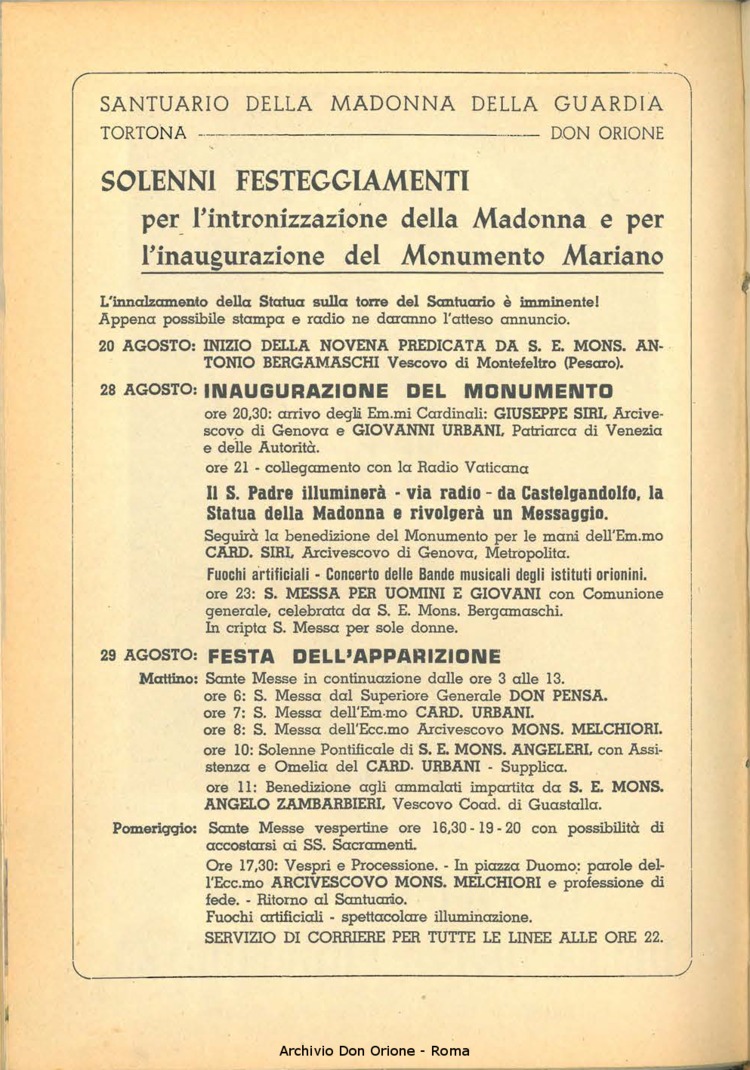 SANTUARIO DELLA MADONNA DELLA GUARDIA
TORTONA DON ORIONE
SOLENNI FESTEGGIAMENTI
per l'intronizzazione della Madonna e per
l'inaugurazione del Monumento Mariano
L'innalzamento della Statua sulla torre del Santuario è imminente!
Appena possibile stampa e radio ne daranno l'atteso annuncio.
20 AGOSTO: INIZIO DELLA NOVENA PREDICATA DA S. E. MONS. AN-
TONIO BERGAMASCHI Vescovo di Montefeltro (Pesaro).
28 AGOSTO: INAUGURAZIONE DEL MONUMENTO
ore 20,30: arrivo degli Em.mi Cardinali: GIUSEPPE SIRI, Arcive-
scovo di Genova e GIOVANNI URBANI, Patriarca di Venezia
e delle Autorità.
ore 21 - collegamento con la Radio Vaticana
Il S. Padre illuminerà - via radio - da Castelgandolfo, la
Statua della Madonna e rivolgerà un Messaggio.
Seguirà la benedizione del Monumento per le mani dell'Em.mo
CARD. SIRI, Arcivescovo di Genova, Metropolita.
Fuochi artificiali - Concerto delle Bande musicali degli istituti orionini.
ore 23: S. MESSA PER UOMINI E GIOVANI con Comunione
generale, celebrata da S. E. Mons. Bergamaschi.
In cripta S. Messa per sole donne.
29 AGOSTO: FESTA DELL'APPARIZIONE
Mattino: Sante Messe in continuazione dalle ore 3 alle 13.
ore 6: S. Messa dal Superiore Generale DON PENSA.
ore 7: S. Messa dell'Em.mo CARD. URBANI.
ore 8: S. Messa dell'Ecc.mo Arcivescovo MONS. MELCHIORI.
ore 10: Solenne Pontificale di S. E. MONS. ANGELERI, con Assi-
stenza e Omelia del CARD. URBANI - Supplica.
ore 11: Benedizione agli ammalati impartita da S. E. MONS.
ANGELO ZAMBARBIERI, Vescovo Coad. di Guastalla.
Pomeriggio: Sante Messe vespertine ore 16,30 - 19 - 20 con possibilità di
accostarsi ai SS. Sacramenti.
Ore 17,30: Vespri e Processione. - In piazza Duomo: parole del-
l'Ecc.mo ARCIVESCOVO MONS. MELCHIORI e professione di
fede. - Ritorno al Santuario.
Fuochi artificiali - spettacolare illuminazione.
SERVIZIO DI CORRIERE PER TUTTE LE LINEE ALLE ORE 22.
Archivio Don Orione - Roma